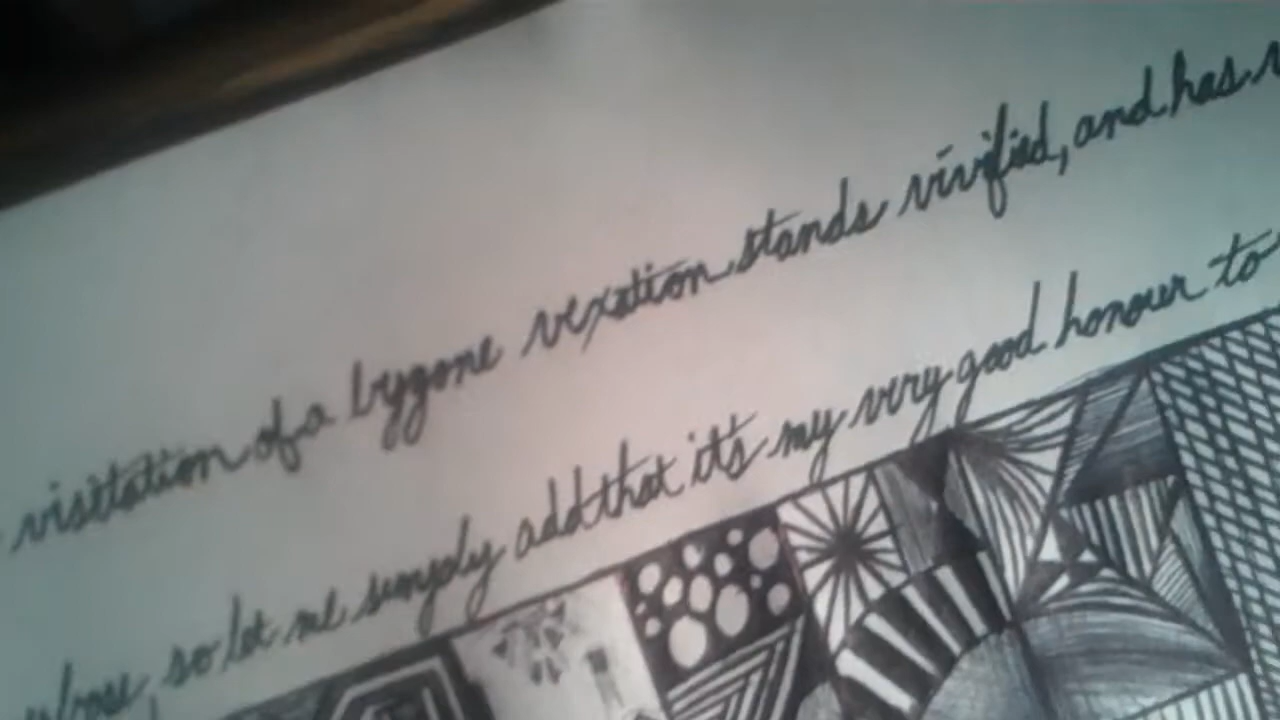 visitation of a bygone vexation stands vivified, and has
so let me simply add that it's my very good honour to